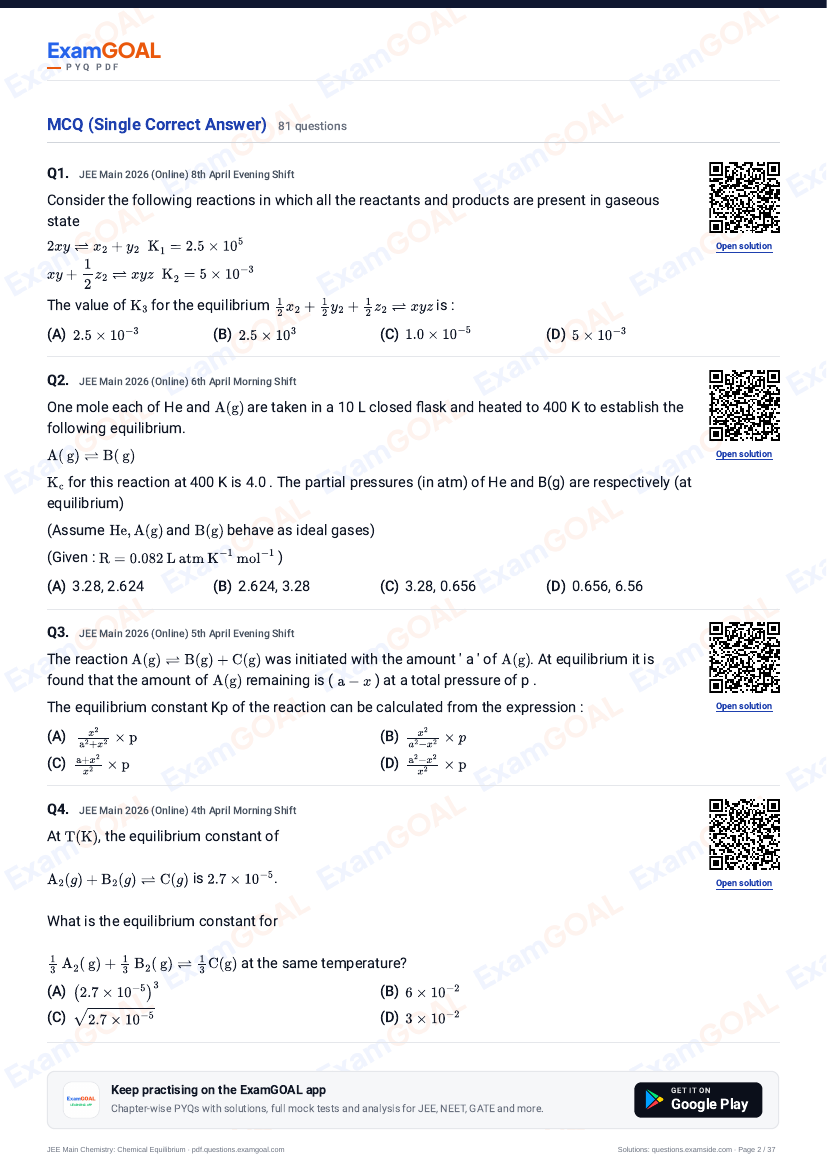 ExamGOAL
PYQ PDF
MCQ (Single Correct Answer) 81 questions
Q1. JEE Main 2026 (Online) 8th April Evening Shift
Consider the following reactions in which all the reactants and products are present in gaseous
state
2xy ⇌ x₂ + y₂ K₁ = 2.5 × 10⁵
xy + 1/2 z₂ ⇌ xyz K₂ = 5 × 10⁻³
The value of K₃ for the equilibrium 1/2 x₂ + 1/2 y₂ + 1/2 z₂ ⇌ xyz is :
(A) 2.5 × 10⁻³ (B) 2.5 × 10³ (C) 1.0 × 10⁻⁵ (D) 5 × 10⁻³
Open solution
Q2. JEE Main 2026 (Online) 6th April Morning Shift
One mole each of He and A(g) are taken in a 10 L closed flask and heated to 400 K to establish the
following equilibrium.
A( g) ⇌ B( g)
K_c for this reaction at 400 K is 4.0 . The partial pressures (in atm) of He and B(g) are respectively (at
equilibrium)
(Assume He, A(g) and B(g) behave as ideal gases)
(Given : R = 0.082 L atm K⁻¹ mol⁻¹ )
(A) 3.28, 2.624 (B) 2.624, 3.28 (C) 3.28, 0.656 (D) 0.656, 6.56
Open solution
Q3. JEE Main 2026 (Online) 5th April Evening Shift
The reaction A(g) ⇌ B(g) + C(g) was initiated with the amount ' a ' of A(g). At equilibrium it is
found that the amount of A(g) remaining is ( a − x ) at a total pressure of p .
The equilibrium constant Kp of the reaction can be calculated from the expression :
(A) x²/(a²+x²) × p (B) x²/(a²−x²) × p
(C) (a+x²)/x² × p (D) (a²−x²)/x² × p
Open solution
Q4. JEE Main 2026 (Online) 4th April Morning Shift
At T(K), the equilibrium constant of
A₂(g) + B₂(g) ⇌ C(g) is 2.7 × 10⁻⁵.
What is the equilibrium constant for
1/3 A₂( g) + 1/3 B₂( g) ⇌ 1/3 C(g) at the same temperature?
(A) (2.7 × 10⁻⁵)³ (B) 6 × 10⁻²
(C) √(2.7 × 10⁻⁵) (D) 3 × 10⁻²
Open solution
ExamGOAL
Keep practising on the ExamGOAL app
Chapter-wise PYQs with solutions, full mock tests and analysis for JEE, NEET, GATE and more.
GET IT ON
Google Play
JEE Main Chemistry: Chemical Equilibrium · pdf.questions.examgoal.com Solutions: questions.examside.com · Page 2 / 37